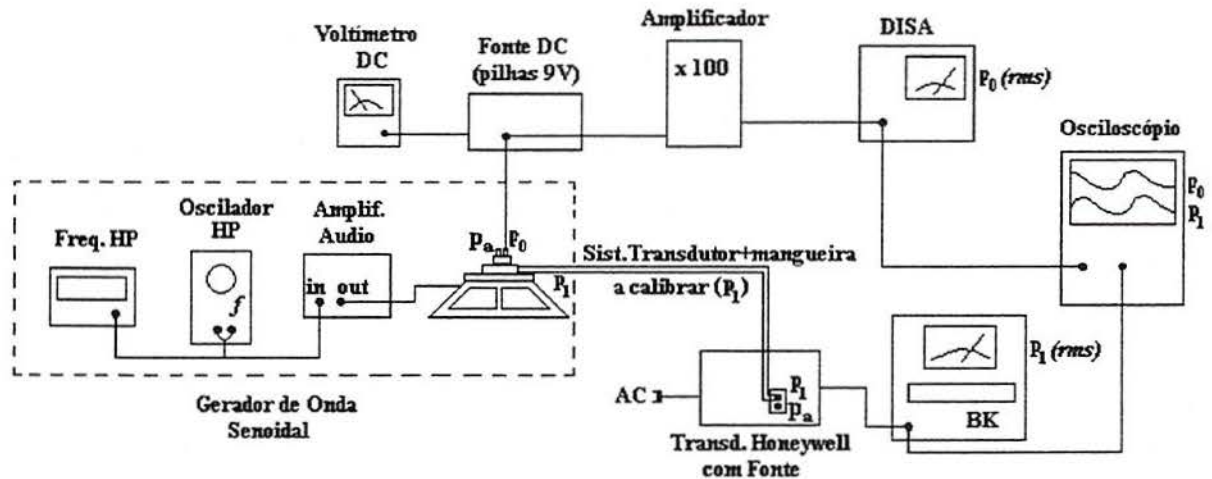 Amplificador
x 100
Voltímetro
DC
Fonte DC
(pilhas 9V)
DISA
P0 (rms)
Osciloscópio
P0
P1
Freq. HP
Oscilador
HP
f
Amplif.
Audio
in out
Pa P0
P1
Sist.Transdutor+mangueira
a calibrar (P1)
Gerador de Onda
Senoidal
AC
P1
Pa
Transd. Honeywell
com Fonte
P1 (rms)
BK